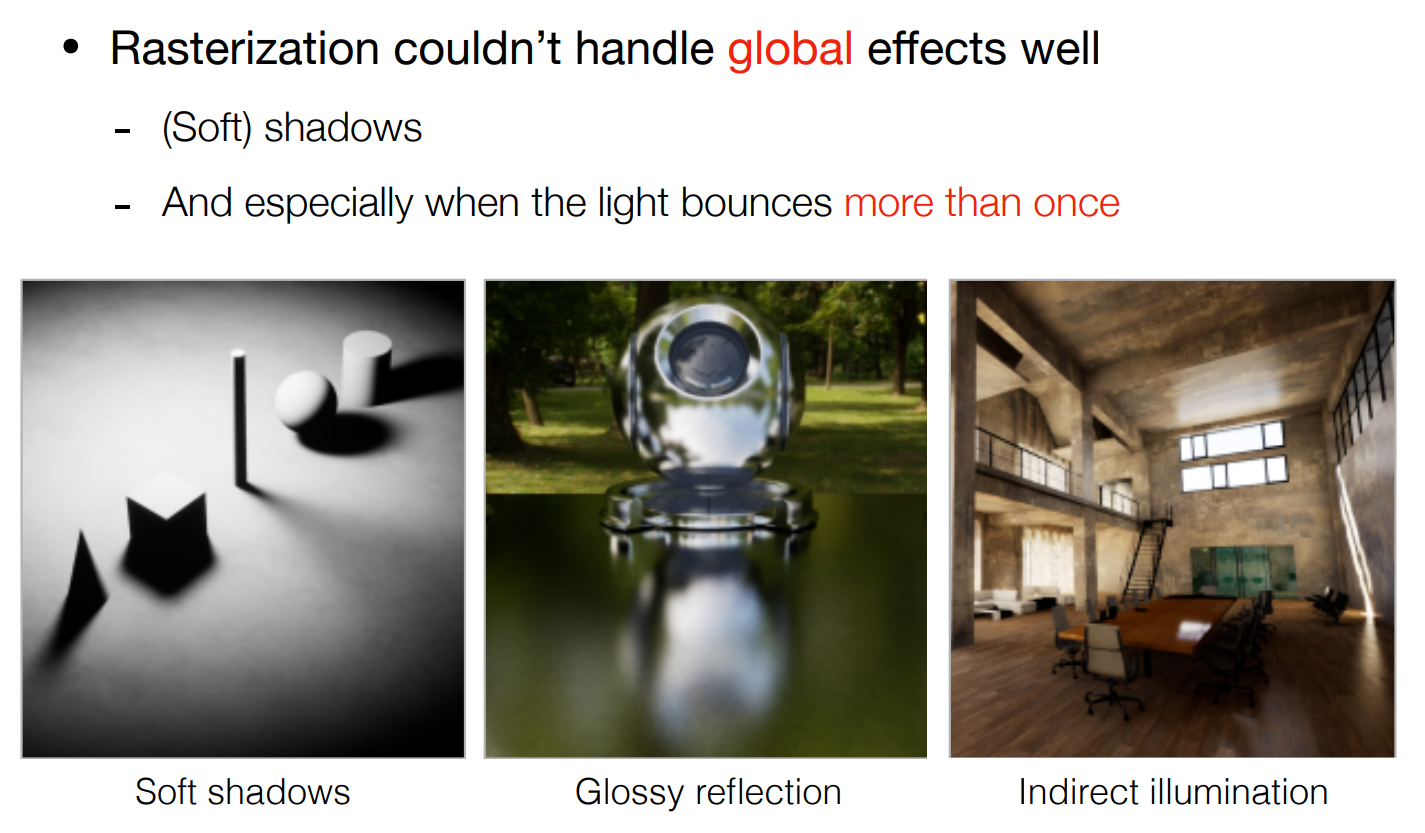 • Rasterization couldn’t handle global effects well
- (Soft) shadows
- And especially when the light bounces more than once
Soft shadows
Glossy reflection
Indirect illumination